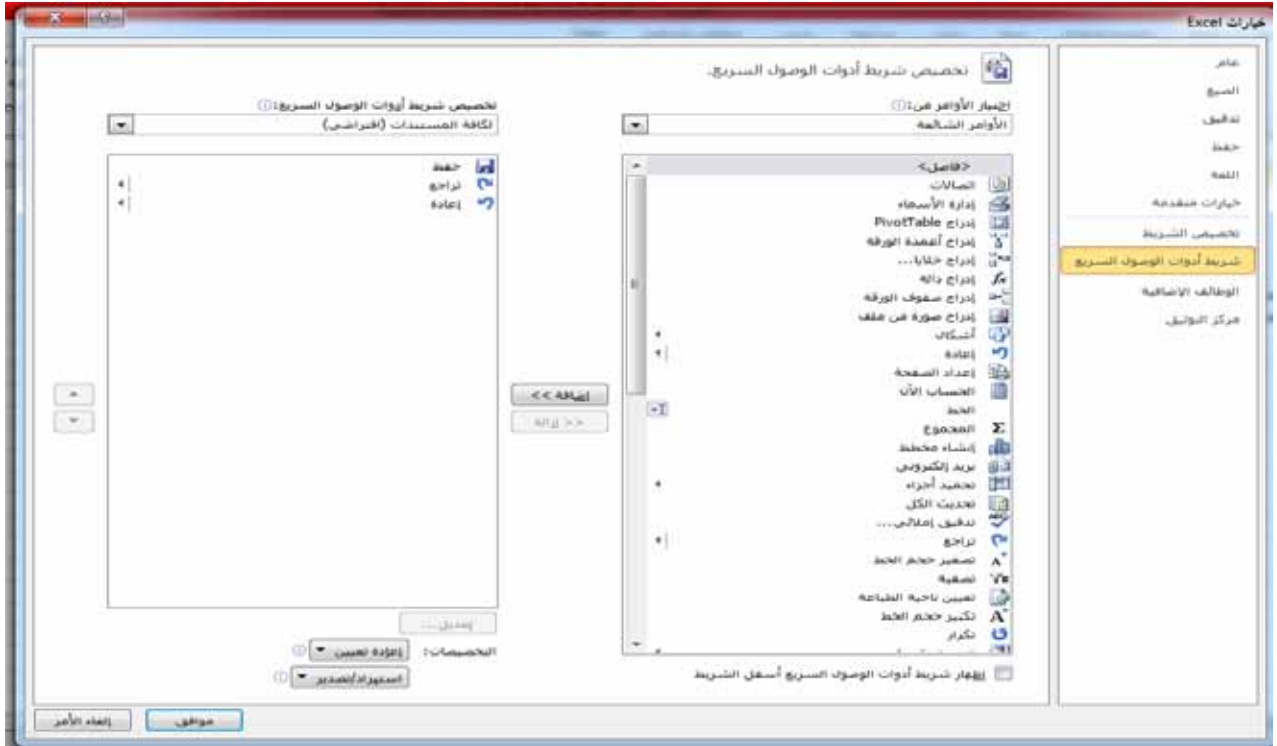 خيارات Excel
عام
الصيغ
تدقيق
حفظ
اللغة
خيارات متقدمة
تخصيص الشريط
شريط أدوات الوصول السريع
الوظائف الإضافية
مركز التوثيق
تخصيص شريط أدوات الوصول السريع.
اختيار الأوامر من:
الأوامر الشائعة
<فاصل>
اتصالات
إدارة الأسماء
إدراج PivotTable
إدراج أعمدة الورقة
إدراج خلايا...
إدراج دالة
إدراج صفوف الورقة
إدراج صورة من ملف
أشكال
إعادة
إعداد الصفحة
الحساب الآن
الخط
المجموع
إنشاء مخطط
بريد إلكتروني
تجميد أجزاء
تحديث الكل
تدقيق إملائي...
تراجع
تصغير حجم الخط
تصفية
تعيين ناحية الطباعة
تكبير حجم الخط
تكرار
إظهار شريط أدوات الوصول السريع أسفل الشريط
إضافة >>
<< إزالة
تخصيص شريط أدوات الوصول السريع:
لكافة المستندات (افتراضي)
حفظ
تراجع
إعادة
تعديل...
التخصيصات:
إعادة تعيين
استيراد/تصدير
موافق
إلغاء الأمر